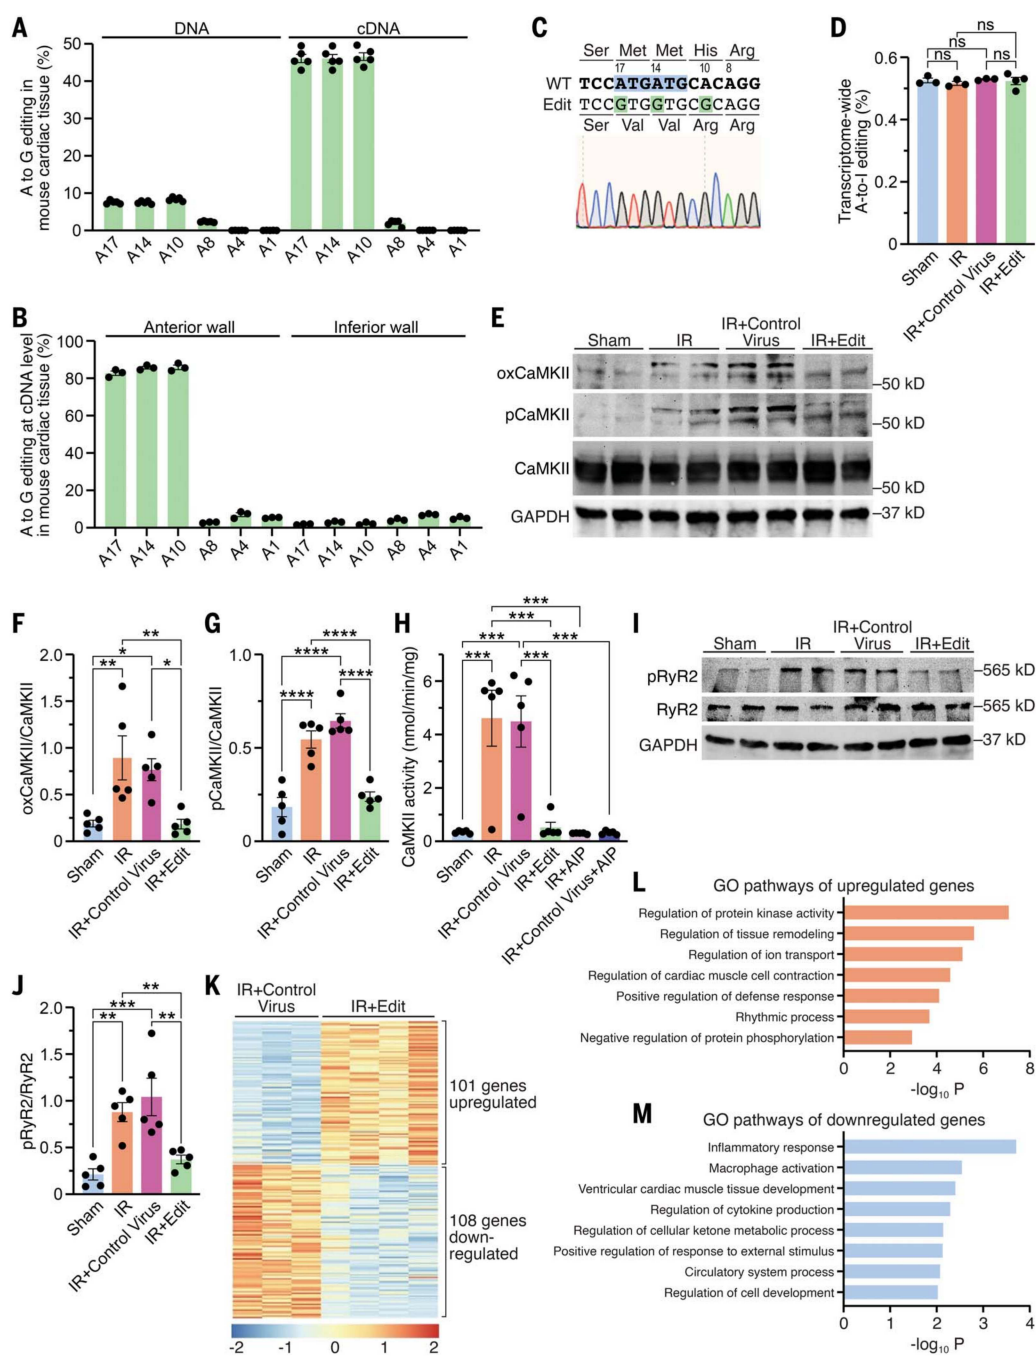 A
DNA
cDNA
A to G editing in
mouse cardiac tissue (%)
50
40
30
20
10
0
A17
A14
A10
A8
A4
A1
A17
A14
A10
A8
A4
A1
B
Anterior wall
Inferior wall
A to G editing at cDNA level
in mouse cardiac tissue (%)
100
80
60
40
20
0
A17
A14
A10
A8
A4
A1
A17
A14
A10
A8
A4
A1
C
Ser Met Met His Arg
17 14 10 8
WT TCCATGATGCACAGG
Edit TCCGTGGTGCGCAGG
Ser Val Val Arg Arg
D
Transcriptome-wide
A-to-I editing (%)
ns
ns
ns
ns
0.6
0.4
0.2
0
Sham
IR
IR+Control Virus
IR+Edit
E
IR+Control
Sham IR Virus IR+Edit
oxCaMKII
–50 kD
pCaMKII
–50 kD
CaMKII
–50 kD
GAPDH
–37 kD
F
oxCaMKII/CaMKII
**
*
**
*
2.0
1.5
1.0
0.5
0
Sham
IR
IR+Control Virus
IR+Edit
G
pCaMKII/CaMKII
****
****
****
****
1.0
0.5
0
Sham
IR
IR+Control Virus
IR+Edit
H
CaMKII activity (nmol/min/mg)
***
***
***
***
***
***
6
4
2
0
Sham
IR
IR+Control Virus
IR+Edit
IR+AIP
IR+Control Virus+AIP
I
IR+Control
Sham IR Virus IR+Edit
pRyR2
–565 kD
RyR2
–565 kD
GAPDH
–37 kD
J
pRyR2/RyR2
**
***
**
**
2.0
1.5
1.0
0.5
0
Sham
IR
IR+Control Virus
IR+Edit
K
IR+Control
Virus
IR+Edit
101 genes
upregulated
108 genes
down-
regulated
-2 -1 0 1 2
L
GO pathways of upregulated genes
Regulation of protein kinase activity
Regulation of tissue remodeling
Regulation of ion transport
Regulation of cardiac muscle cell contraction
Positive regulation of defense response
Rhythmic process
Negative regulation of protein phosphorylation
0 2 4 6 8
-log₁₀ P
M
GO pathways of downregulated genes
Inflammatory response
Macrophage activation
Ventricular cardiac muscle tissue development
Regulation of cytokine production
Regulation of cellular ketone metabolic process
Positive regulation of response to external stimulus
Circulatory system process
Regulation of cell development
0 1 2 3 4
-log₁₀ P